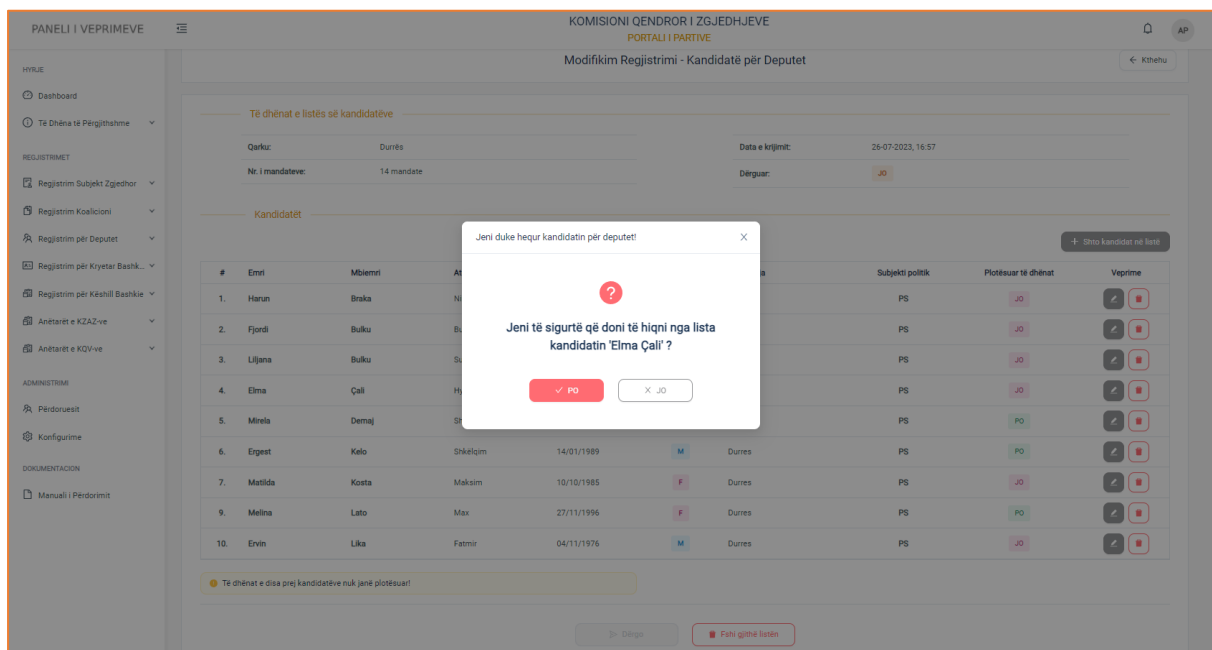 PANELI I VEPRIMEVE
KOMISIONI QENDROR I ZGJEDHJEVE
PORTALI I PARTIVE
AP
Modifikim Regjistrimi - Kandidatë për Deputet
Kthehu
HYRJE
Dashboard
Të Dhëna të Përgjithshme
REGJISTRIMET
Regjistrim Subjekt Zgjedhor
Regjistrim Koalicioni
Regjistrim për Deputet
Regjistrim për Kryetar Bashk...
Regjistrim për Këshill Bashkie
Anëtarët e KZAZ-ve
Anëtarët e KQV-ve
ADMINISTRIMI
Përdoruesit
Konfigurime
DOKUMENTACION
Manuali i Përdorimit
Të dhënat e listës së kandidatëve
Qarku: Durrës Data e krijimit: 26-07-2023, 16:57
Nr. i mandateve: 14 mandate Dërguar: JO
Kandidatët
+ Shto kandidat në listë
Jeni duke hequr kandidatin për deputet! X
Jeni të sigurtë që doni të hiqni nga lista
kandidatin 'Elma Çali' ?
PO JO
# Emri Mbiemri Subjekti politik Plotësuar të dhënat Veprime
1. Harun Braka PS JO
2. Fjordi Bulku PS JO
3. Liljana Bulku PS JO
4. Elma Çali PS JO
5. Mirela Demaj PS PO
6. Ergest Kelo Shkëlqim 14/01/1989 M Durres PS PO
7. Matilda Kosta Maksim 10/10/1985 F Durres PS JO
9. Melina Lato Max 27/11/1996 F Durres PS PO
10. Ervin Lika Fatmir 04/11/1976 M Durres PS JO
Të dhënat e disa prej kandidatëve nuk janë plotësuar!
Dërgo Fshi gjithë listën